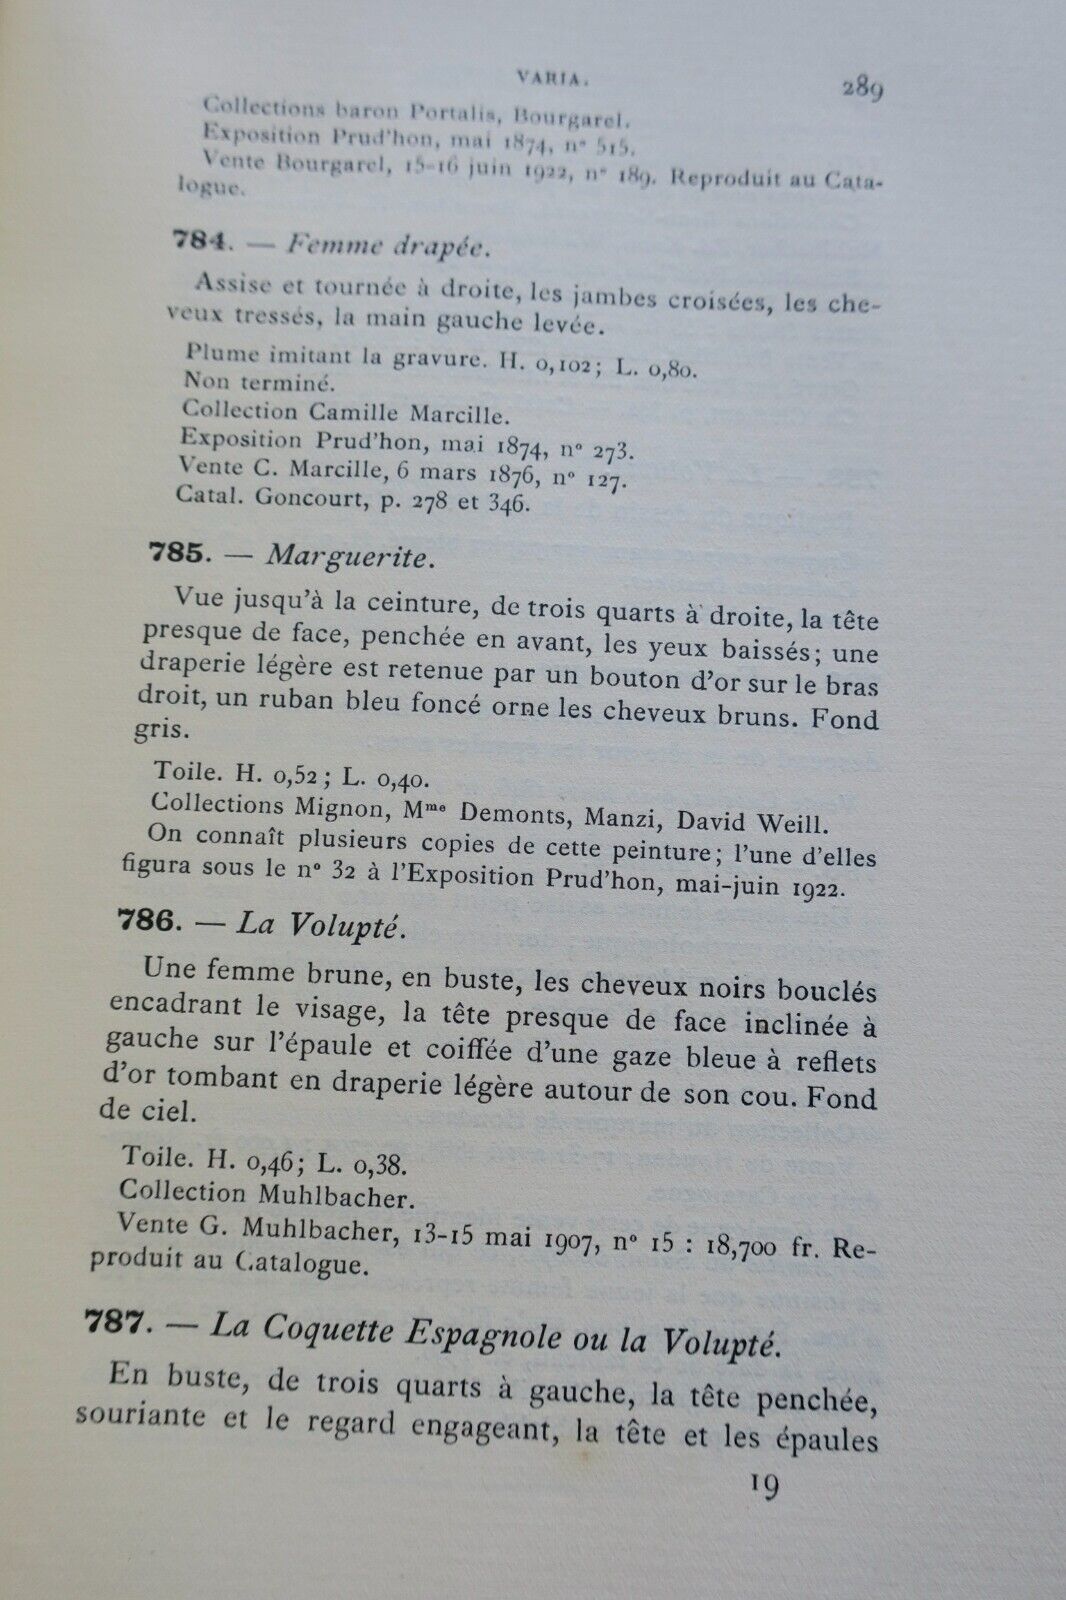 VARIA. 289
Collections baron Portalis, Bourgarel.
Exposition Prud'hon, mai 1874, n° 515.
Vente Bourgarel, 15-16 juin 1922, n° 189. Reproduit au Cata-
logue.
784. — Femme drapée.
Assise et tournée à droite, les jambes croisées, les che-
veux tressés, la main gauche levée.
Plume imitant la gravure. H. 0,102; L. 0,80.
Non terminé.
Collection Camille Marcille.
Exposition Prud'hon, mai 1874, n° 273.
Vente C. Marcille, 6 mars 1876, n° 127.
Catal. Goncourt, p. 278 et 346.
785. — Marguerite.
Vue jusqu'à la ceinture, de trois quarts à droite, la tête
presque de face, penchée en avant, les yeux baissés; une
draperie légère est retenue par un bouton d'or sur le bras
droit, un ruban bleu foncé orne les cheveux bruns. Fond
gris.
Toile. H. 0,52; L. 0,40.
Collections Mignon, Mme Demonts, Manzi, David Weill.
On connaît plusieurs copies de cette peinture; l'une d'elles
figura sous le n° 32 à l'Exposition Prud'hon, mai-juin 1922.
786. — La Volupté.
Une femme brune, en buste, les cheveux noirs bouclés
encadrant le visage, la tête presque de face inclinée à
gauche sur l'épaule et coiffée d'une gaze bleue à reflets
d'or tombant en draperie légère autour de son cou. Fond
de ciel.
Toile. H. 0,46; L. 0,38.
Collection Muhlbacher.
Vente G. Muhlbacher, 13-15 mai 1907, n° 15 : 18,700 fr. Re-
produit au Catalogue.
787. — La Coquette Espagnole ou la Volupté.
En buste, de trois quarts à gauche, la tête penchée,
souriante et le regard engageant, la tête et les épaules
19